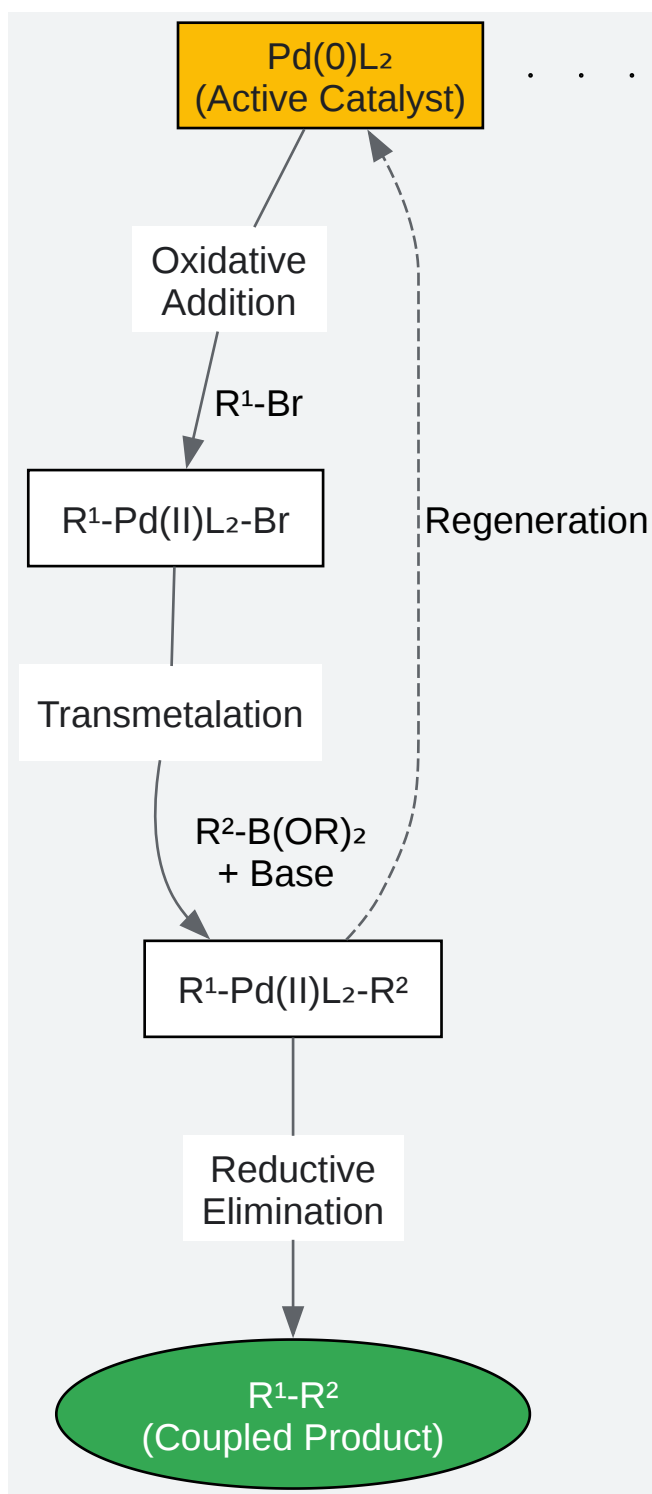 Pd(0)L₂
(Active Catalyst)
. . .
Oxidative
Addition
R¹-Br
R¹-Pd(II)L₂-Br
Regeneration
Transmetalation
R²-B(OR)₂
+ Base
R¹-Pd(II)L₂-R²
Reductive
Elimination
R¹-R²
(Coupled Product)